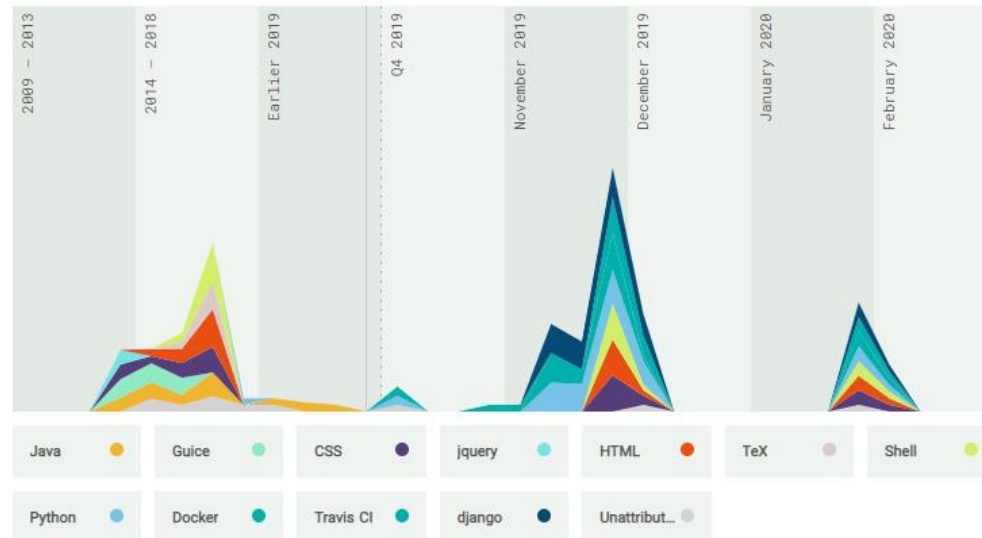 2009 – 2013
2014 – 2018
Earlier 2019
Q4 2019
November 2019
December 2019
January 2020
February 2020
Java
Guice
CSS
jquery
HTML
TeX
Shell
Python
Docker
Travis CI
django
Unattribut...